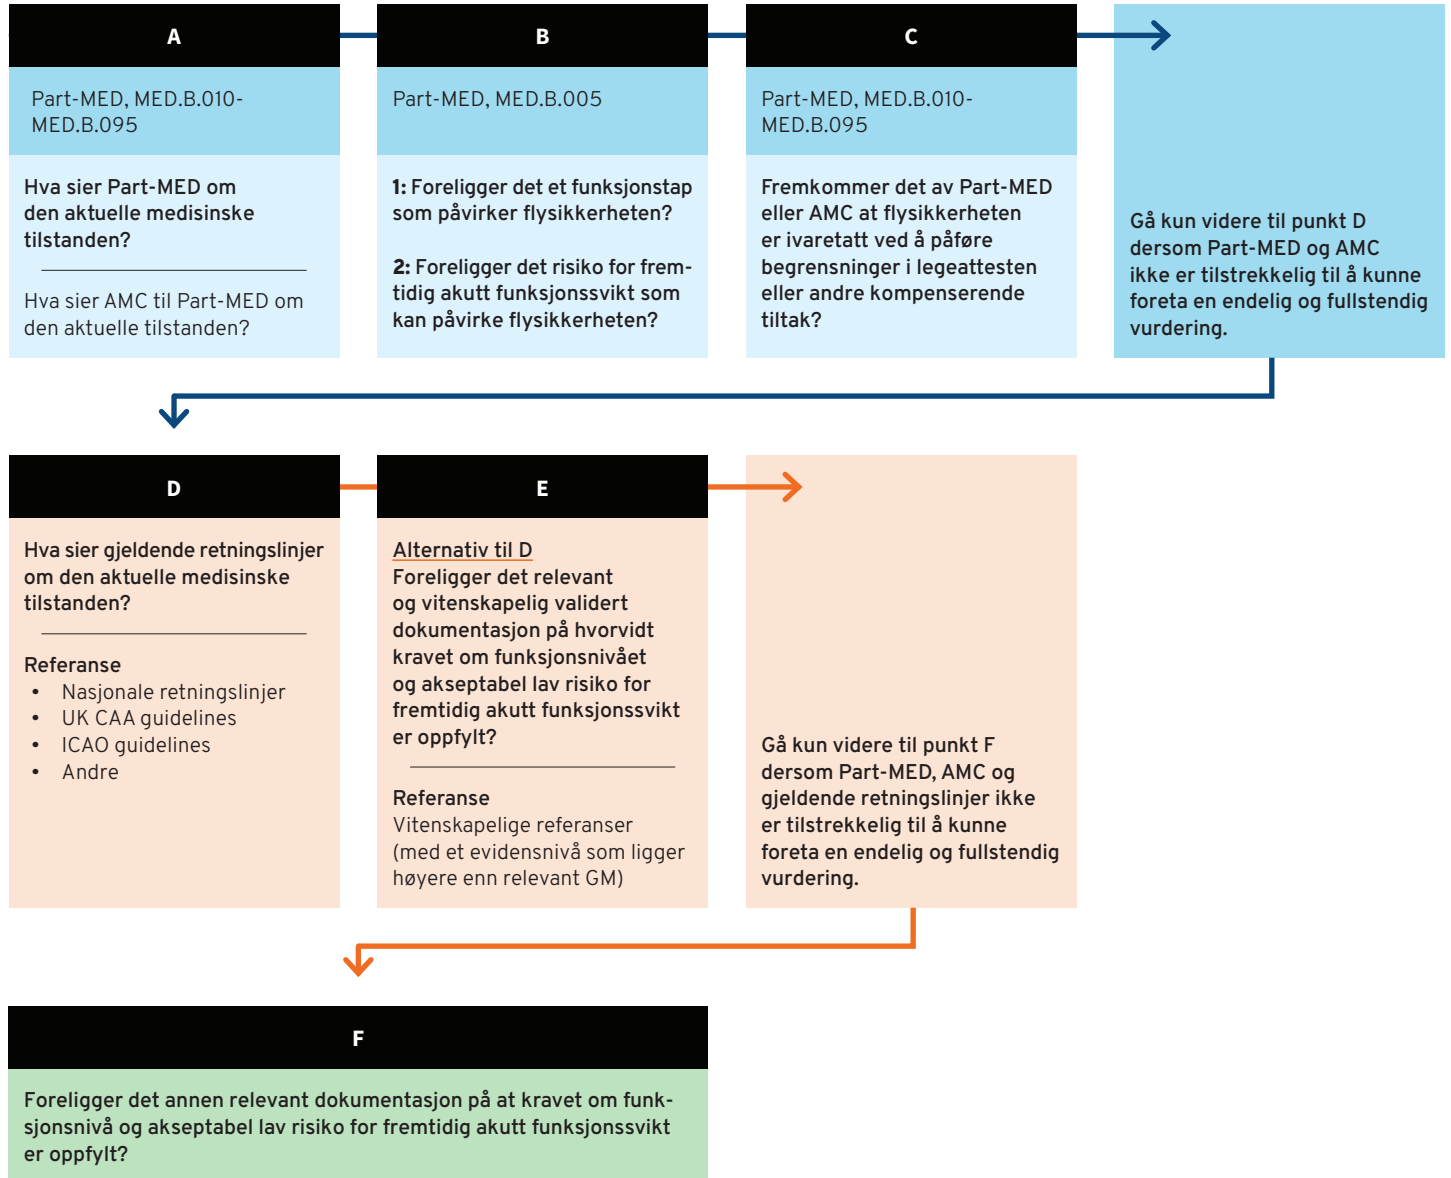 A
Part-MED, MED.B.010-
MED.B.095
Hva sier Part-MED om
den aktuelle medisinske
tilstanden?
Hva sier AMC til Part-MED om
den aktuelle tilstanden?
B
Part-MED, MED.B.005
1: Foreligger det et funksjonstap
som påvirker flysikkerheten?
2: Foreligger det risiko for frem-
tidig akutt funksjonssvikt som
kan påvirke flysikkerheten?
C
Part-MED, MED.B.010-
MED.B.095
Fremkommer det av Part-MED
eller AMC at flysikkerheten
er ivaretatt ved å påføre
begrensninger i legeattesten
eller andre kompenserende
tiltak?
Gå kun videre til punkt D
dersom Part-MED og AMC
ikke er tilstrekkelig til å kunne
foreta en endelig og fullstendig
vurdering.
D
Hva sier gjeldende retningslinjer
om den aktuelle medisinske
tilstanden?
Referanse
• Nasjonale retningslinjer
• UK CAA guidelines
• ICAO guidelines
• Andre
E
Alternativ til D
Foreligger det relevant
og vitenskapelig validert
dokumentasjon på hvorvidt
kravet om funksjonsnivået
og akseptabel lav risiko for
fremtidig akutt funksjonssvikt
er oppfylt?
Referanse
Vitenskapelige referanser
(med et evidensnivå som ligger
høyere enn relevant GM)
Gå kun videre til punkt F
dersom Part-MED, AMC og
gjeldende retningslinjer ikke
er tilstrekkelig til å kunne
foreta en endelig og fullstendig
vurdering.
F
Foreligger det annen relevant dokumentasjon på at kravet om funk-
sjonsnivå og akseptabel lav risiko for fremtidig akutt funksjonssvikt
er oppfylt?